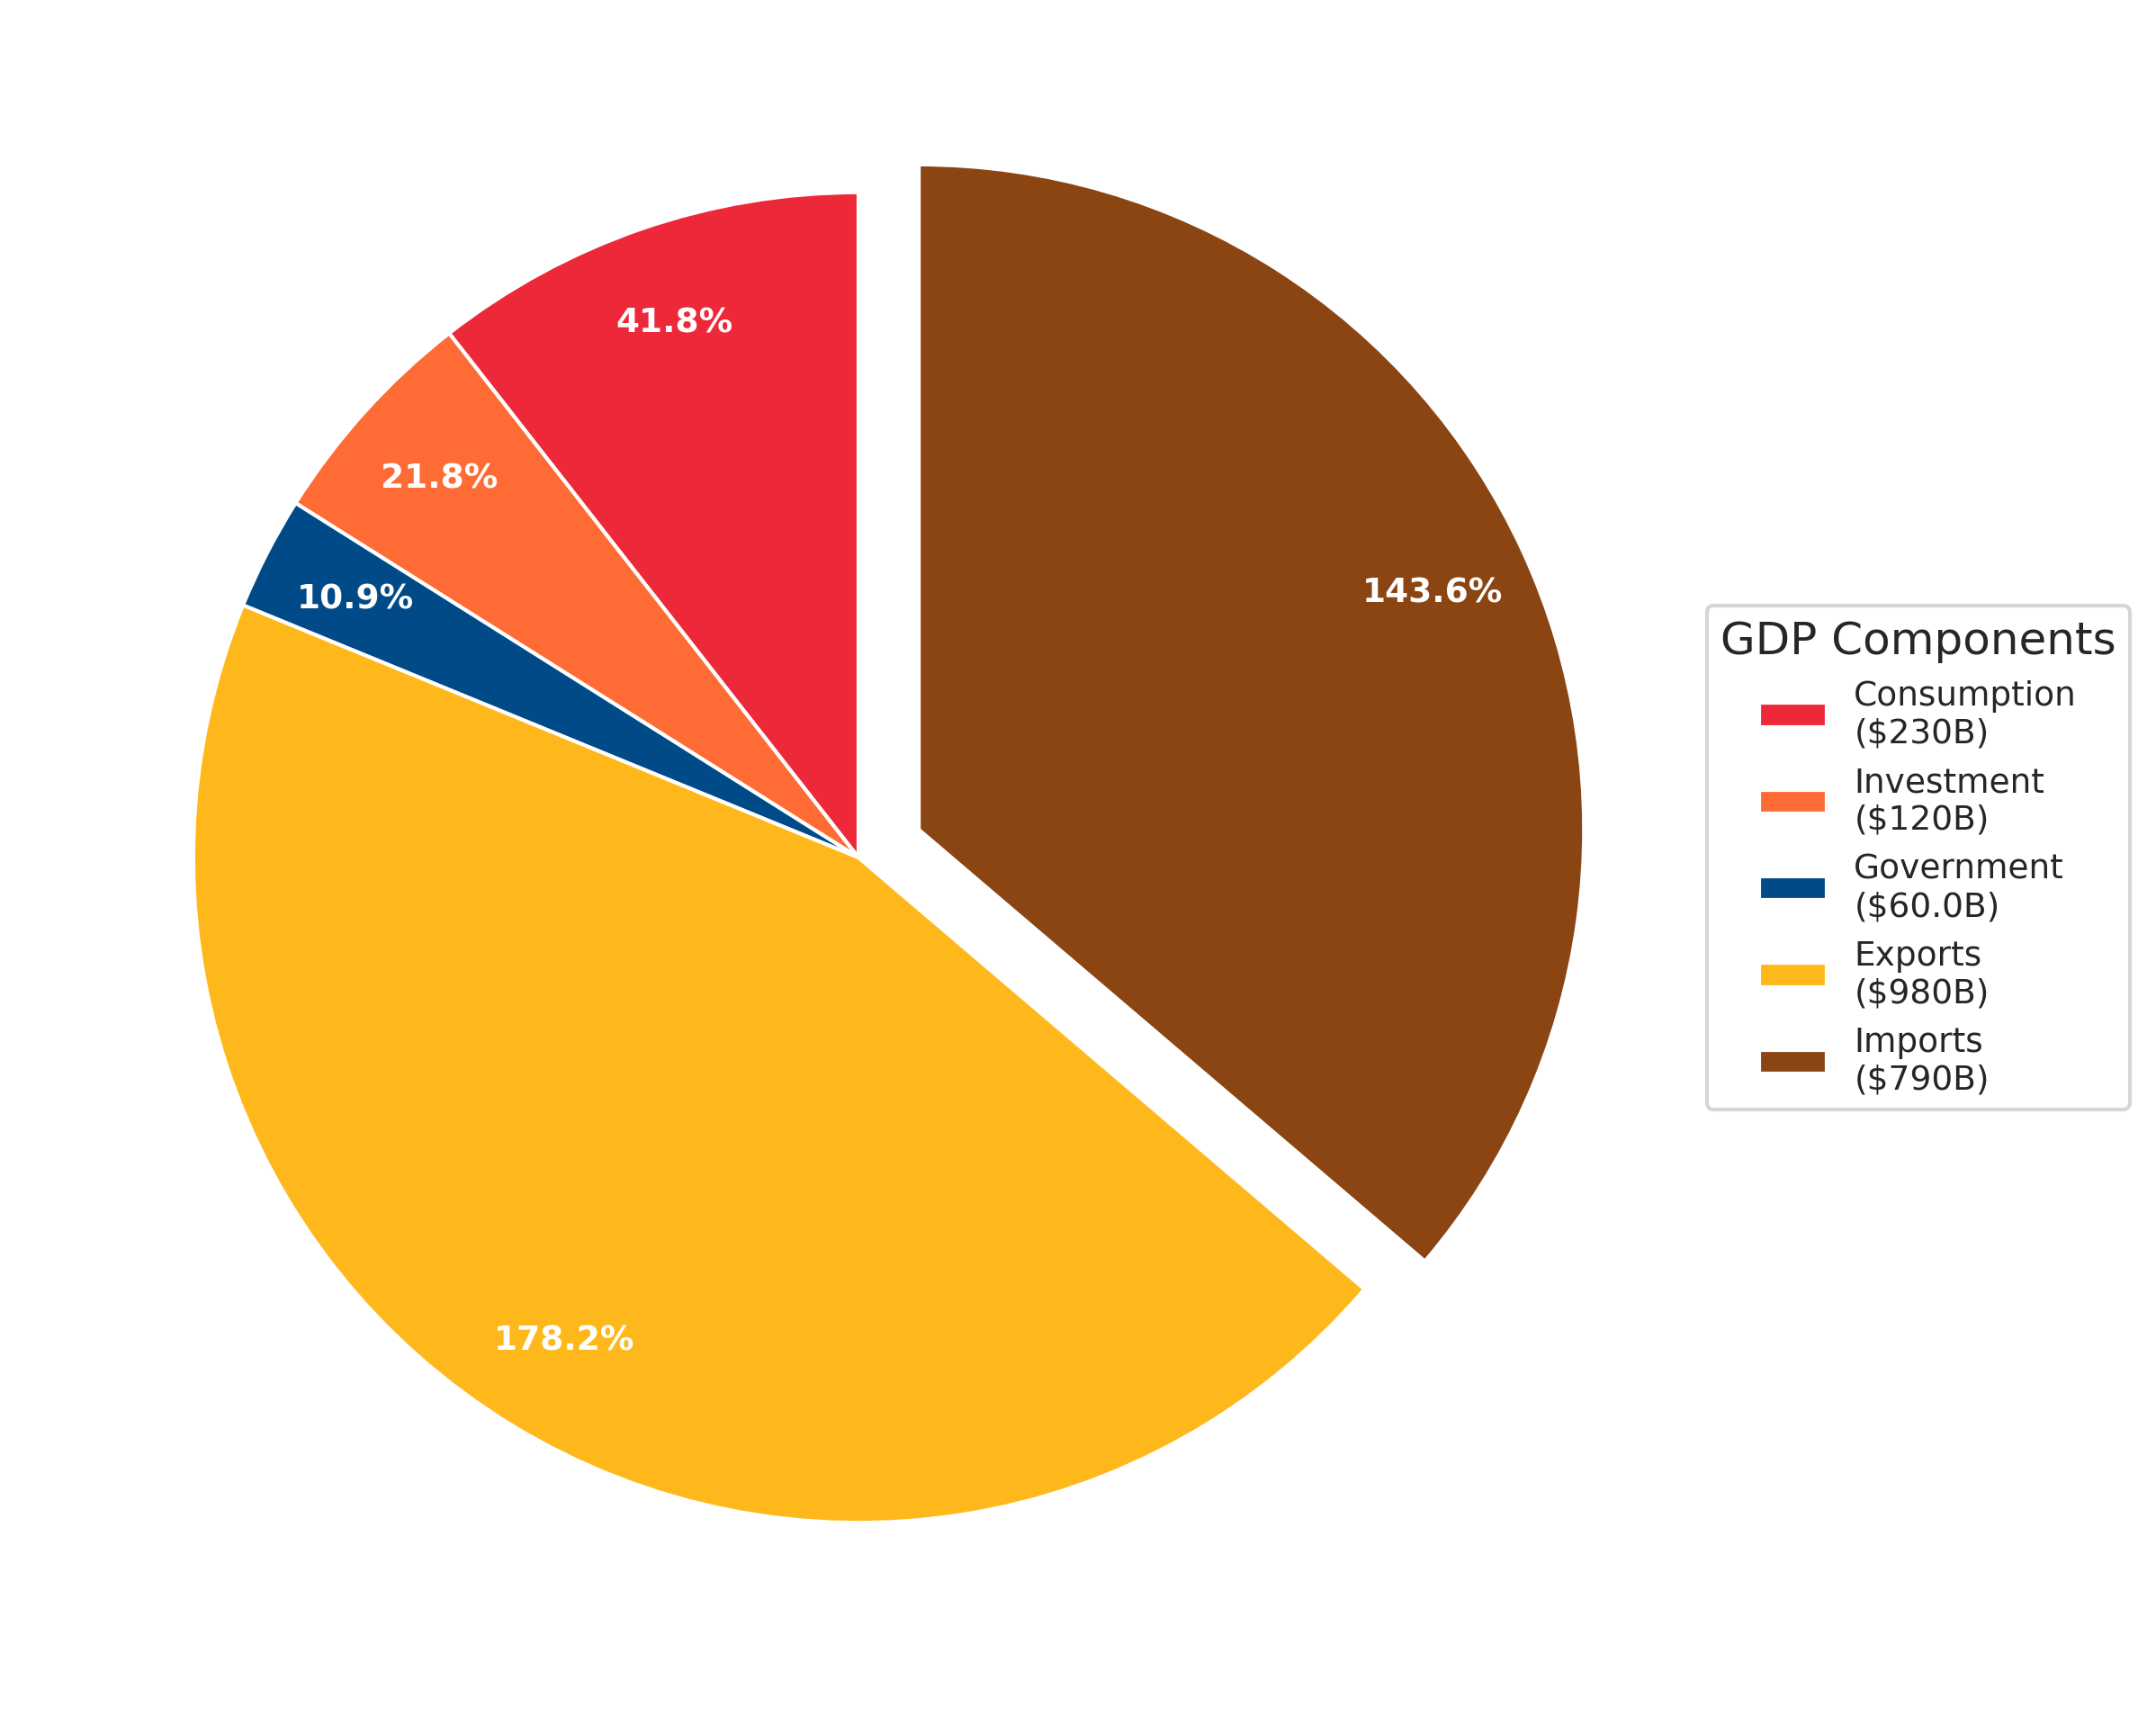 41.8%
21.8%
10.9%
178.2%
143.6%
GDP Components
Consumption
($230B)
Investment
($120B)
Government
($60.0B)
Exports
($980B)
Imports
($790B)